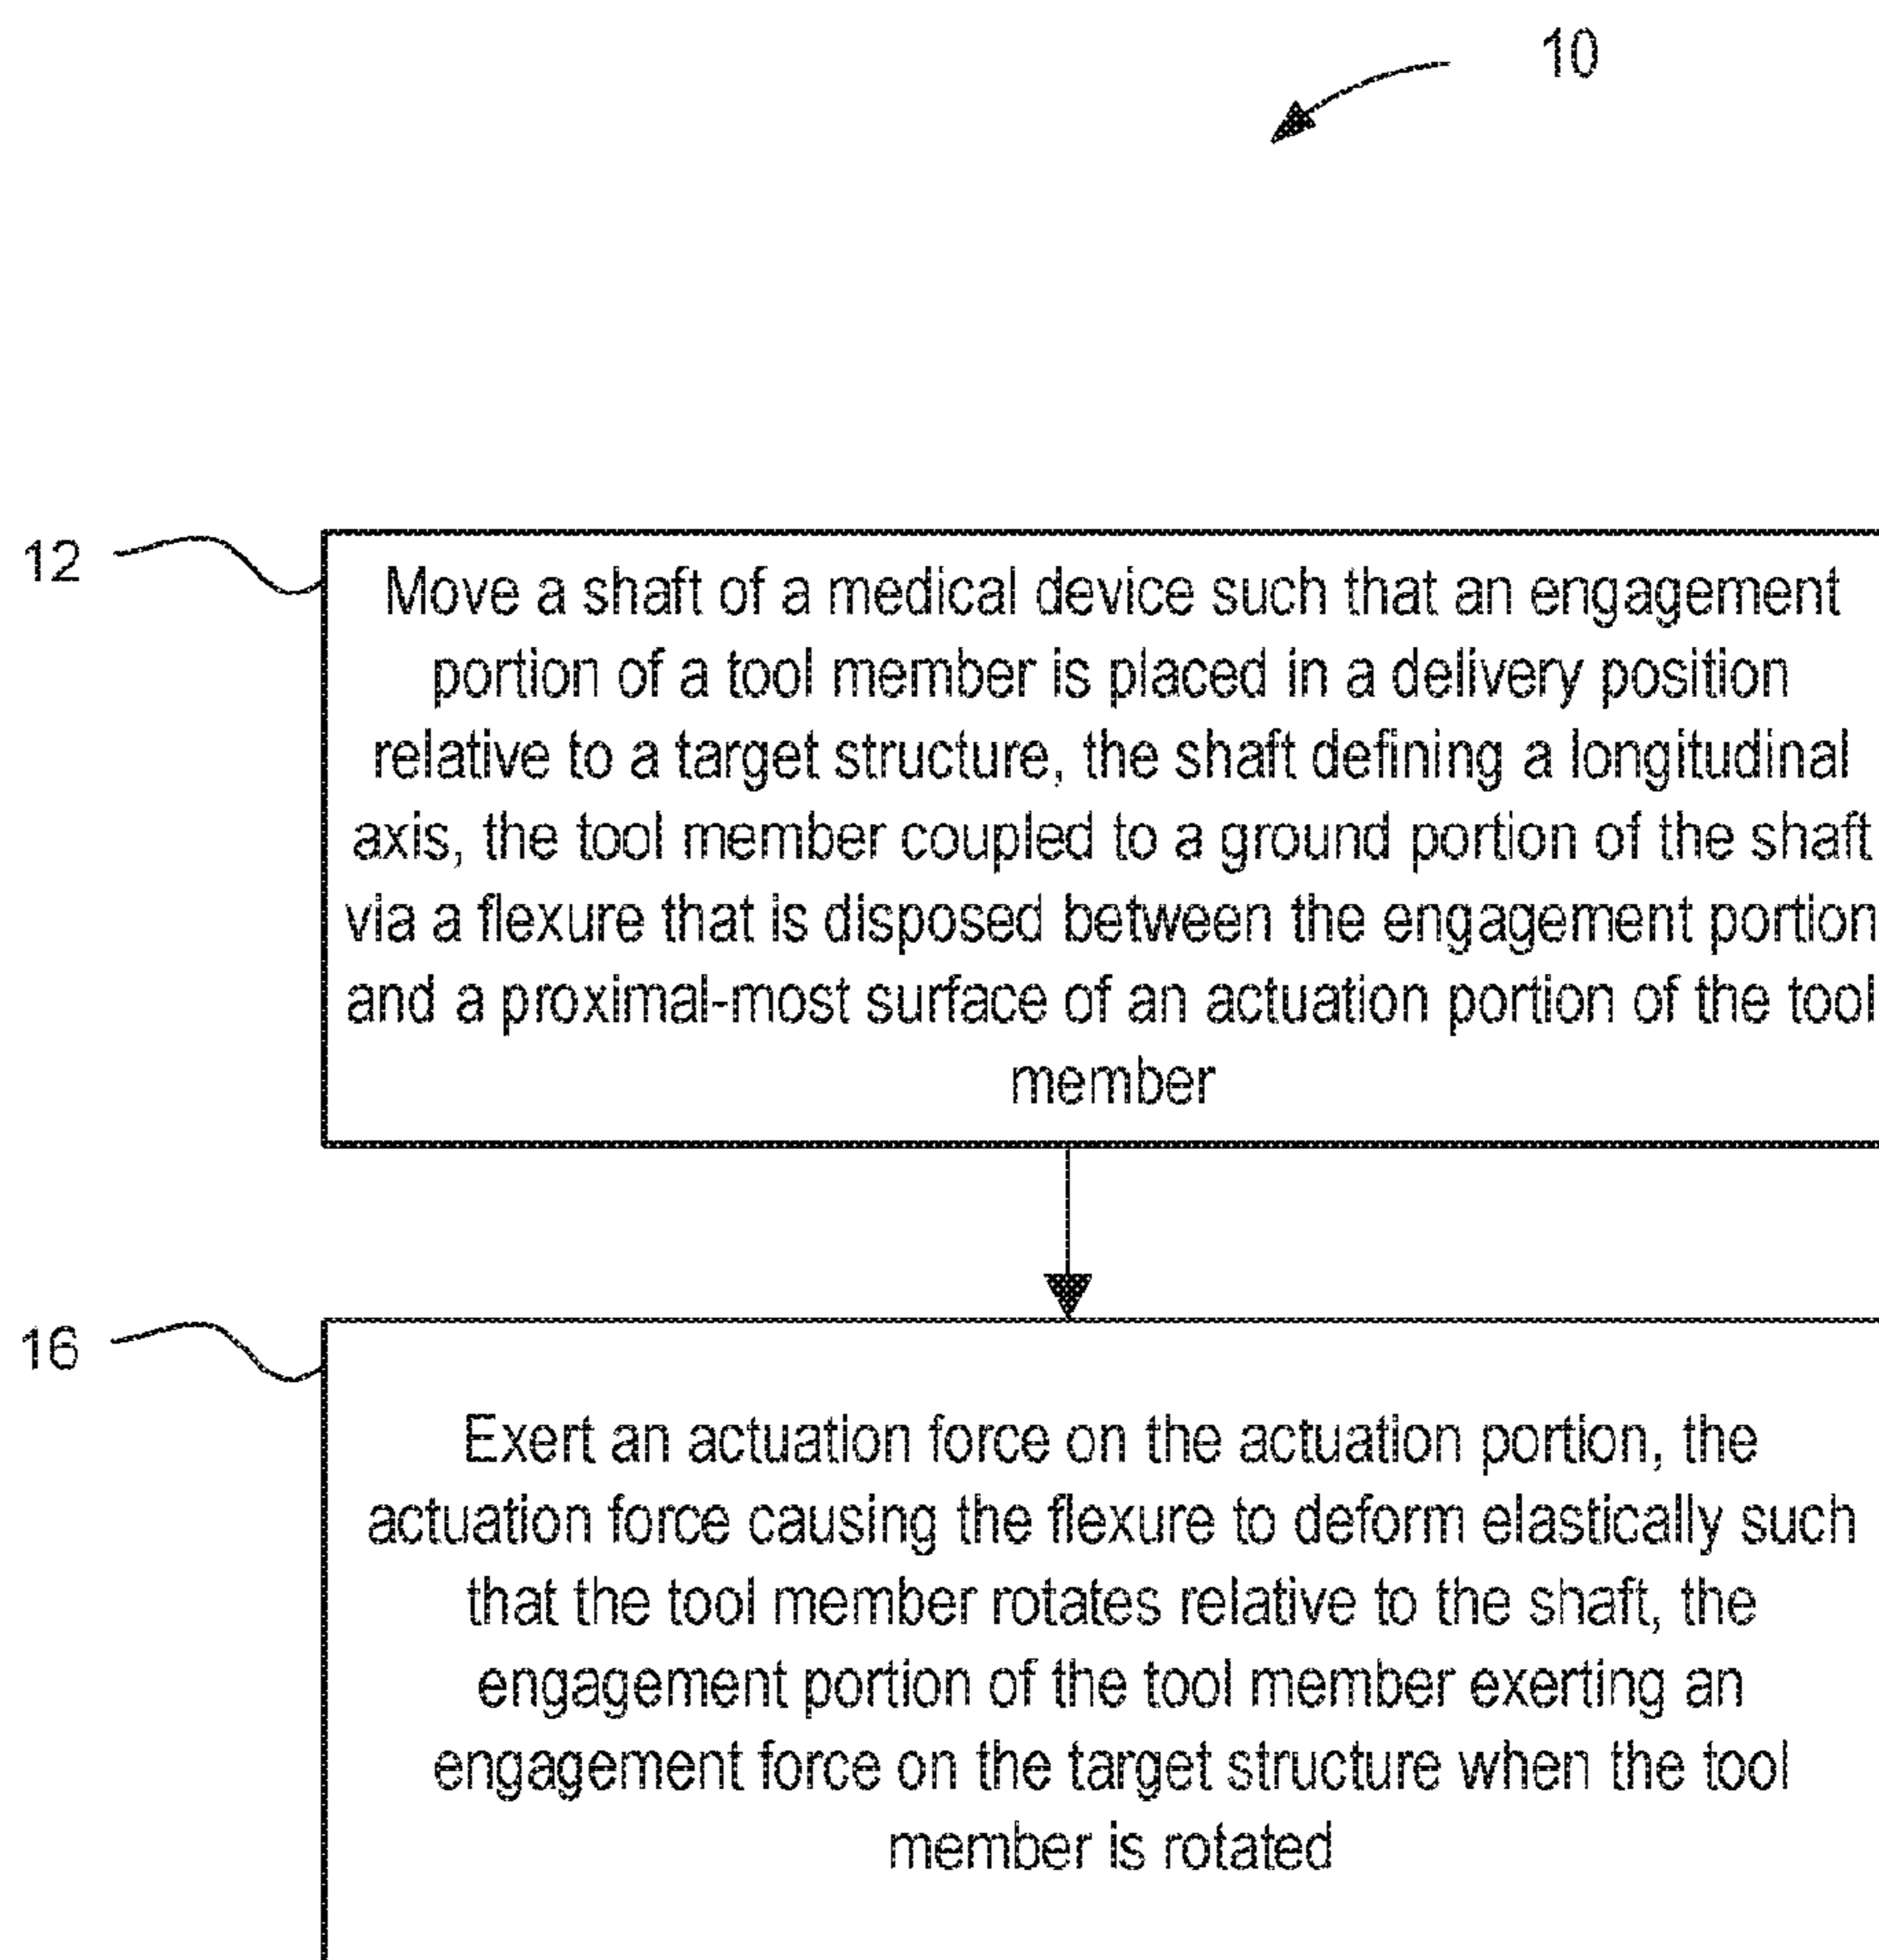 10
12
Move a shaft of a medical device such that an engagement
portion of a tool member is placed in a delivery position
relative to a target structure, the shaft defining a longitudinal
axis, the tool member coupled to a ground portion of the shaft
via a flexure that is disposed between the engagement portion
and a proximal-most surface of an actuation portion of the tool
member
16
Exert an actuation force on the actuation portion, the
actuation force causing the flexure to deform elastically such
that the tool member rotates relative to the shaft, the
engagement portion of the tool member exerting an
engagement force on the target structure when the tool
member is rotated